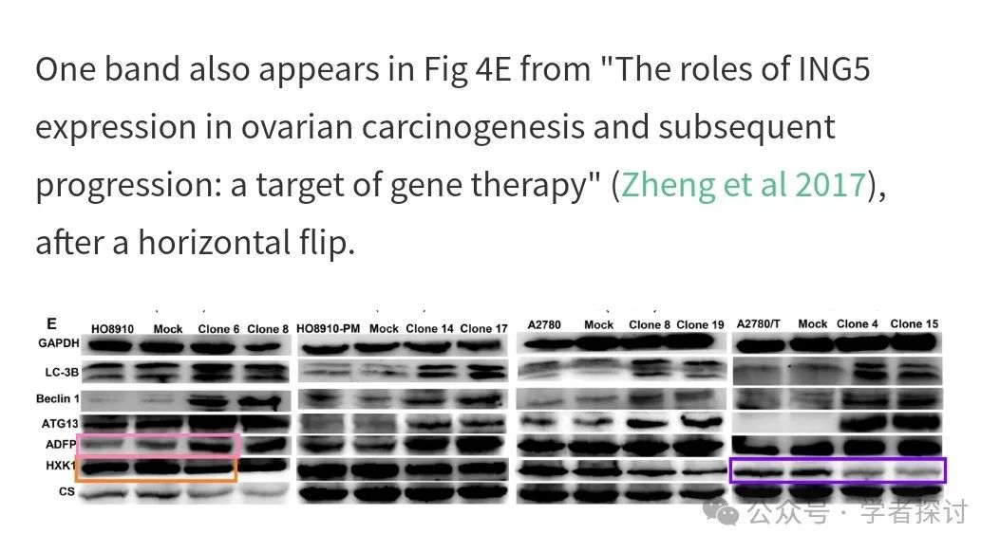 One band also appears in Fig 4E from "The roles of ING5
expression in ovarian carcinogenesis and subsequent
progression: a target of gene therapy" (Zheng et al 2017),
after a horizontal flip.
E
HO8910 Mock Clone 6 Clone 8 HO8910-PM Mock Clone 14 Clone 17 A2780 Mock Clone 8 Clone 19 A2780/T Mock Clone 4 Clone 15
GAPDH
LC-3B
Beclin 1
ATG13
ADFP
HXK1
CS
公众号 · 学者探讨